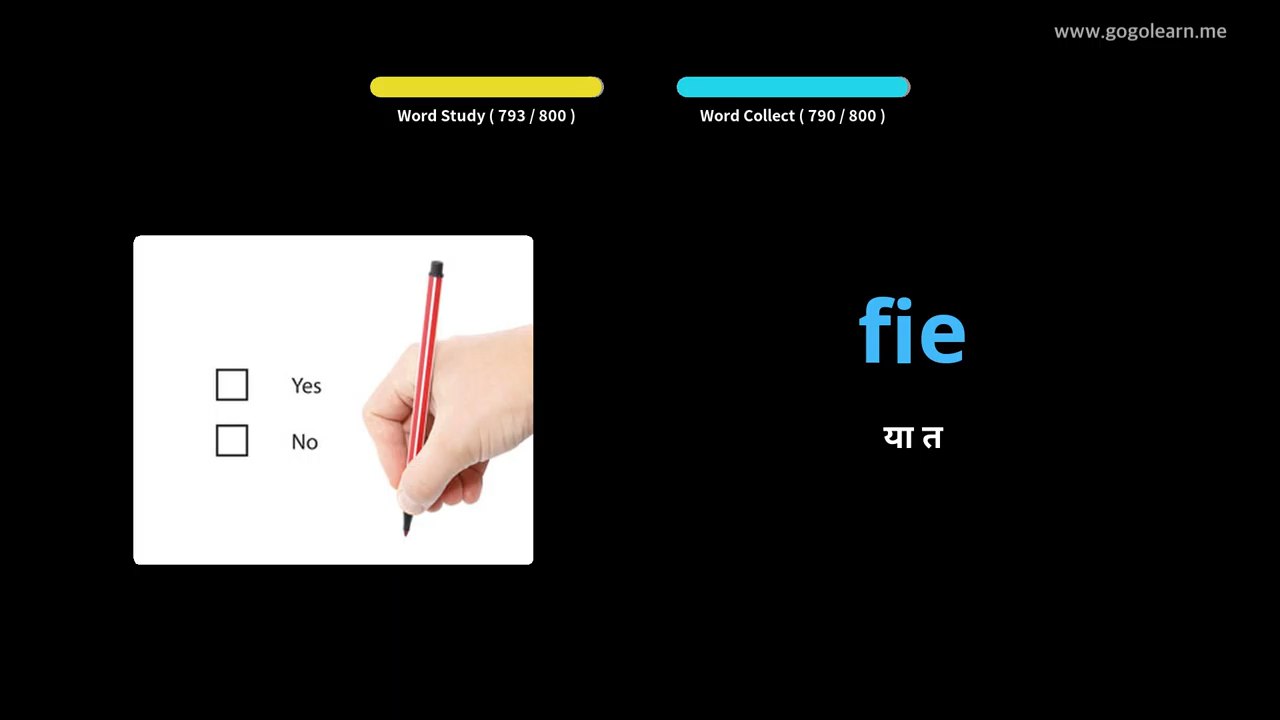 www.gogolearn.me
Word Study ( 793 / 800 )
Word Collect ( 790 / 800 )
Yes
No
fie
या त